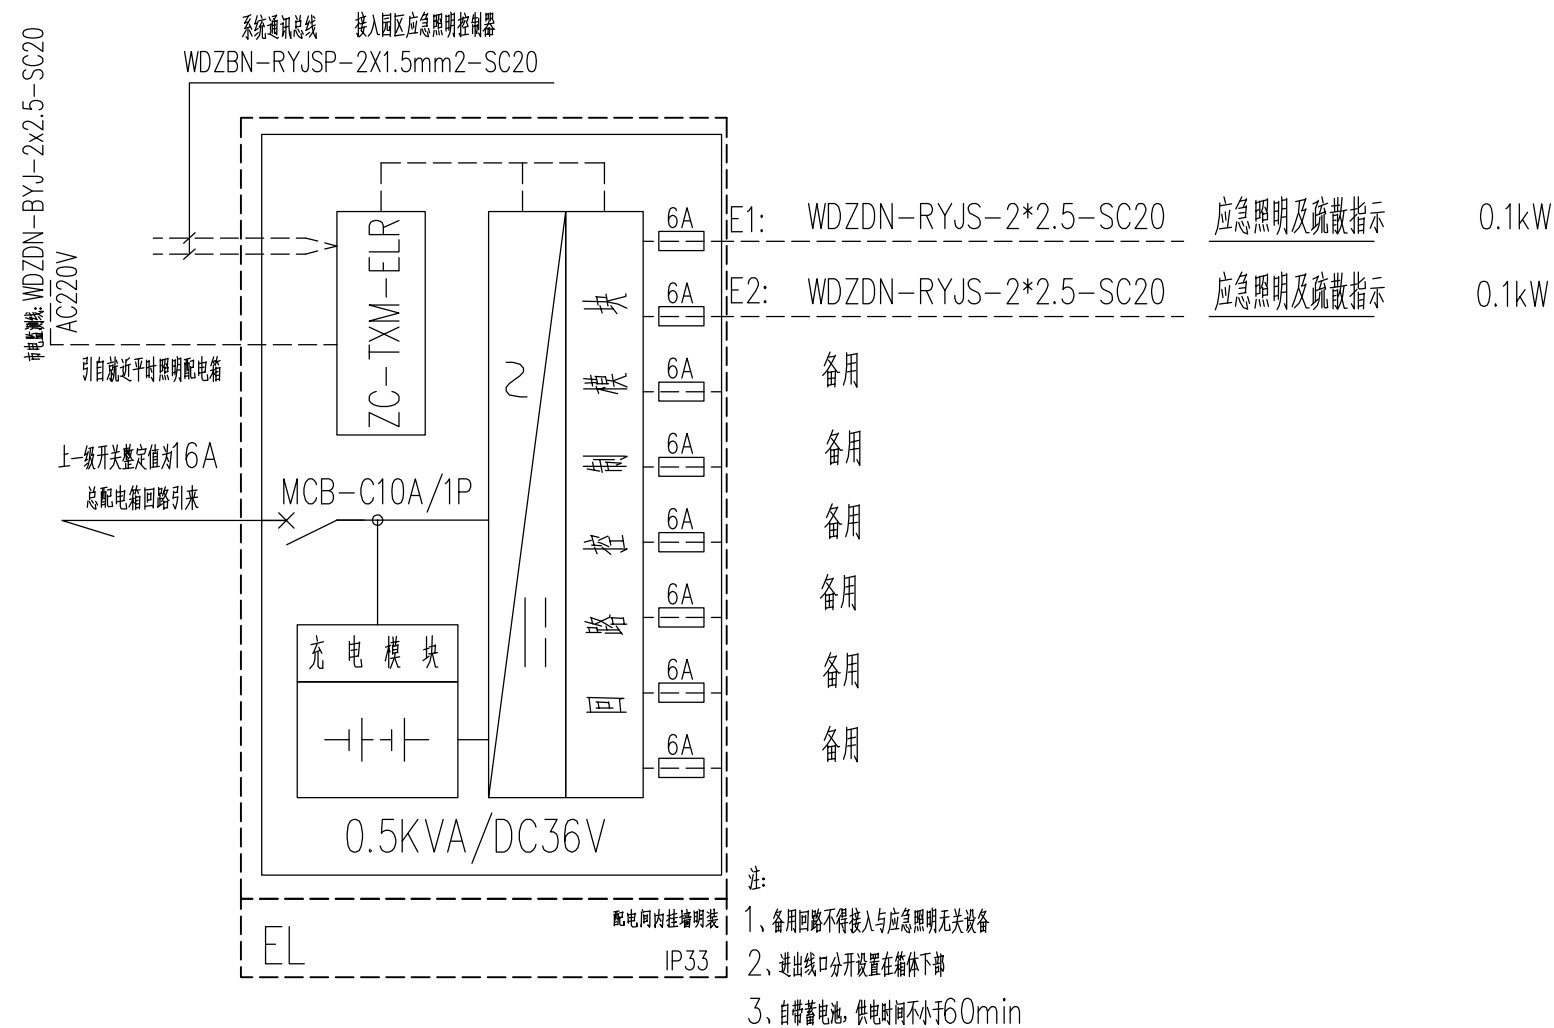 系统通讯总线 接入园区应急照明控制器
WDZBN-RYJSP-2X1.5mm2-SC20
市电监测线: WDZDN-BYJ-2x2.5-SC20
AC220V
引自就近平时照明配电箱
上一级开关整定值为16A
总配电箱回路引来
ZC-TXM-ELR
MCB-C10A/1P
充电模块
回路控制模块
0.5KVA/DC36V
6A
E1: WDZDN-RYJS-2*2.5-SC20 应急照明及疏散指示 0.1kW
6A
E2: WDZDN-RYJS-2*2.5-SC20 应急照明及疏散指示 0.1kW
6A 备用
6A 备用
6A 备用
6A 备用
6A 备用
6A 备用
EL
配电间内挂墙明装
IP33
注:
1、备用回路不得接入与应急照明无关设备
2、进出线口分开设置在箱体下部
3、自带蓄电池，供电时间不小于60min